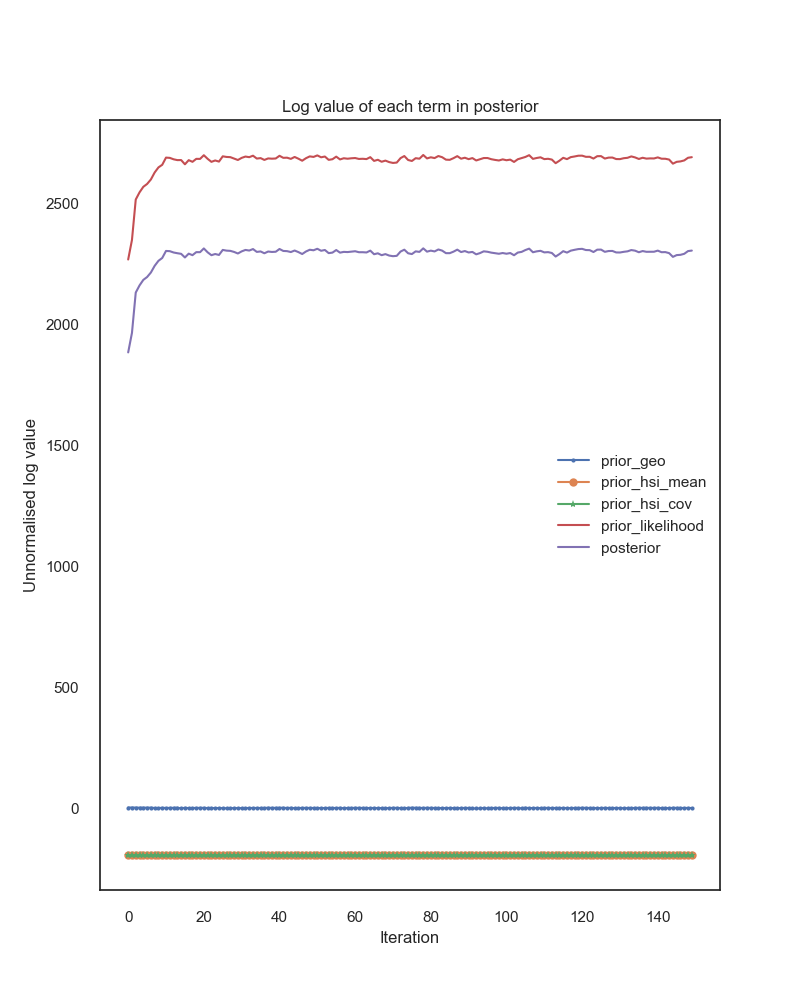 Log value of each term in posterior
Unnormalised log value
2500
2000
1500
1000
500
0
prior_geo
prior_hsi_mean
prior_hsi_cov
prior_likelihood
posterior
0 20 40 60 80 100 120 140
Iteration